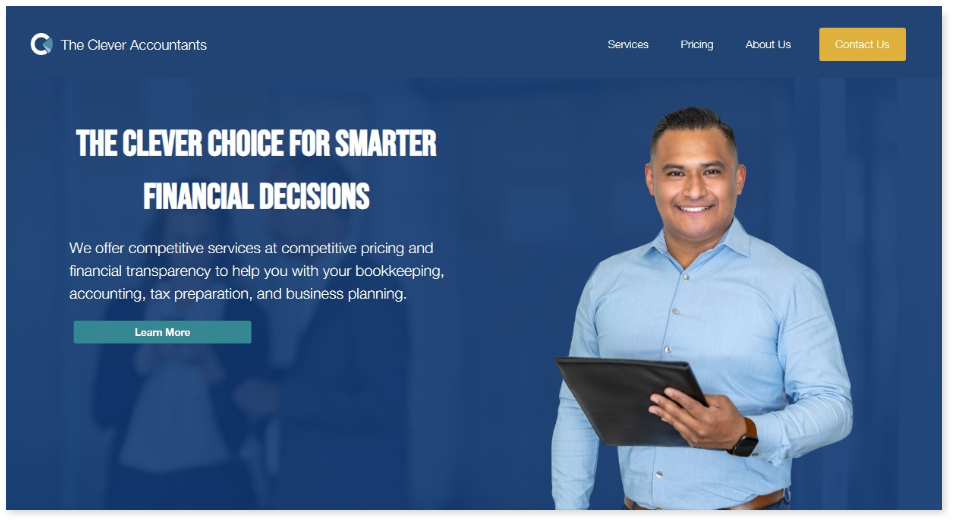 The Clever Accountants
Services
Pricing
About Us
Contact Us
THE CLEVER CHOICE FOR SMARTER
FINANCIAL DECISIONS
We offer competitive services at competitive pricing and
financial transparency to help you with your bookkeeping,
accounting, tax preparation, and business planning.
Learn More